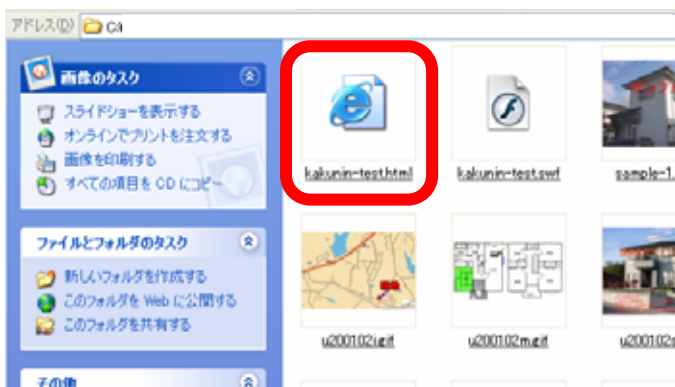 アドレス(D) ca
画像のタスク
スライドショーを表示する
オンラインでプリントを注文する
画像を印刷する
すべての項目を CD にコピー
ファイルとフォルダのタスク
新しいフォルダを作成する
このフォルダを Web に公開する
このフォルダを共有する
その他
kakunin-test.html
kakunin-test.swf
sample-1.
u200102i.gif
u200102m.gif
u200102